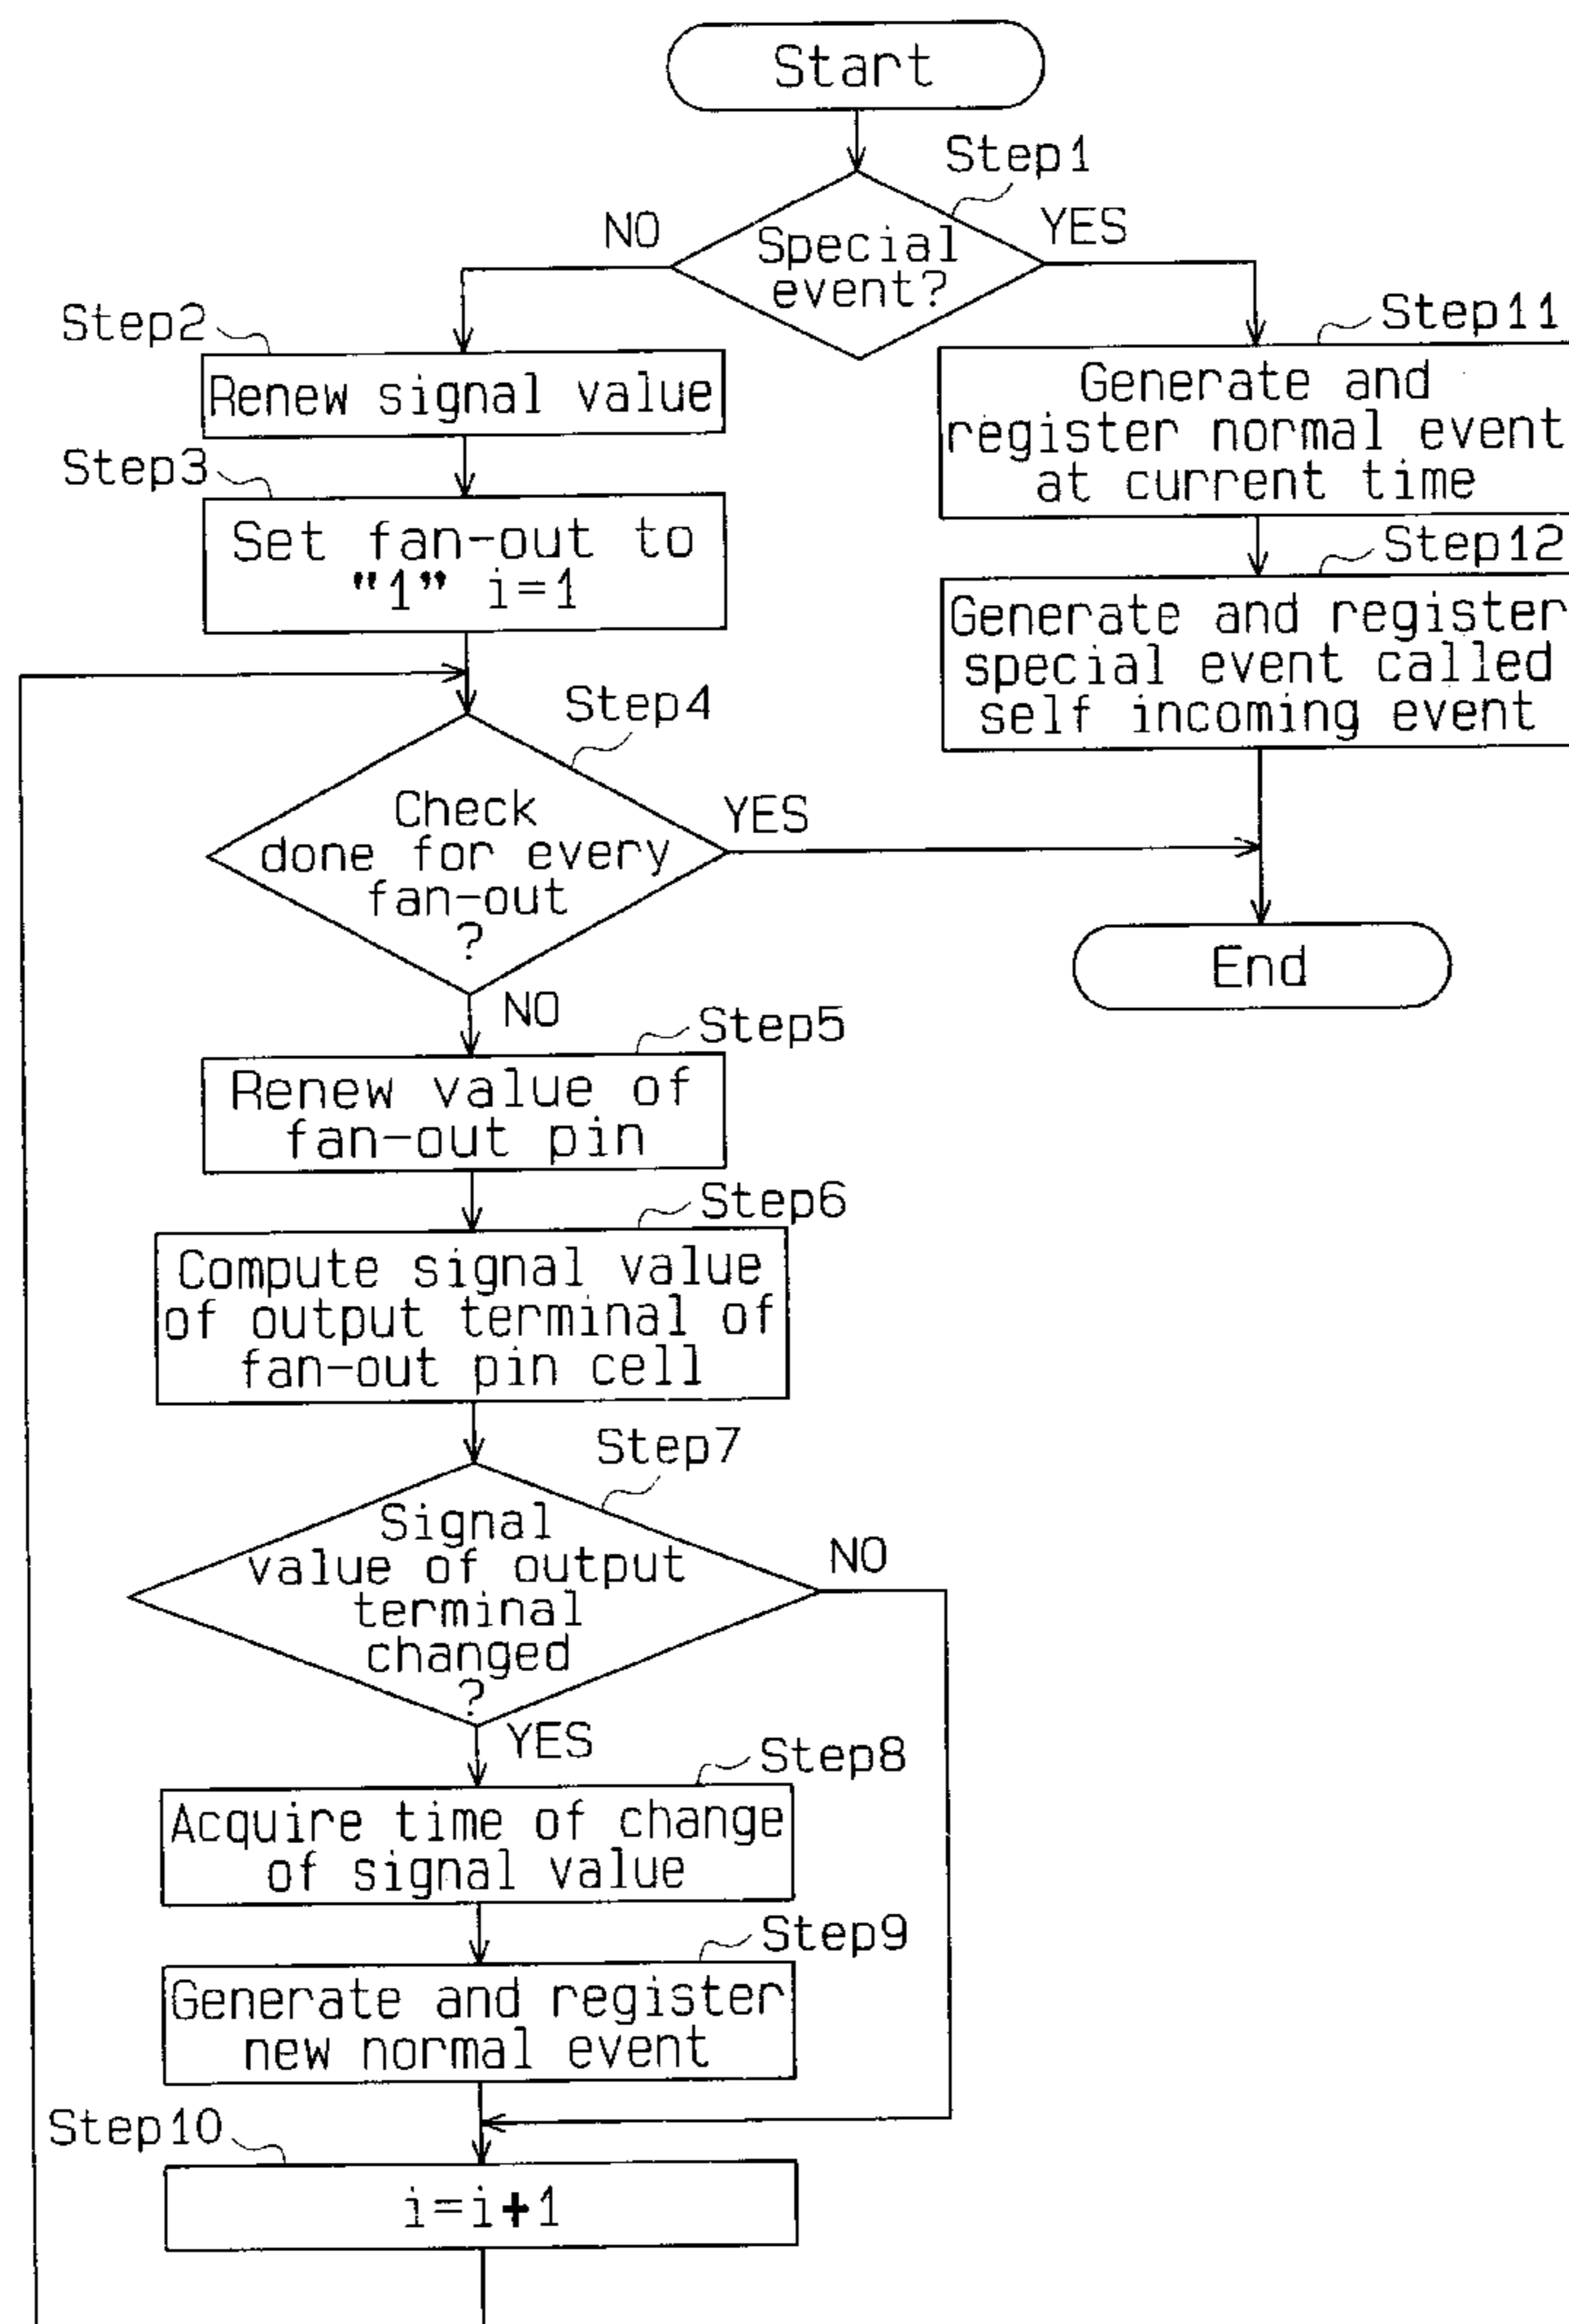 Start
Step1
NO
YES
Special
event?
Step2
Renew signal value
Step3
Set fan-out to
"1" i=1
Step11
Generate and
register normal event
at current time
Step12
Generate and register
special event called
self incoming event
Step4
Check
done for every
fan-out
?
YES
End
NO
Step5
Renew value of
fan-out pin
Step6
Compute signal value
of output terminal of
fan-out pin cell
Step7
Signal
value of output
terminal
changed
?
NO
YES
Step8
Acquire time of change
of signal value
Step9
Generate and register
new normal event
Step10
i=i+1